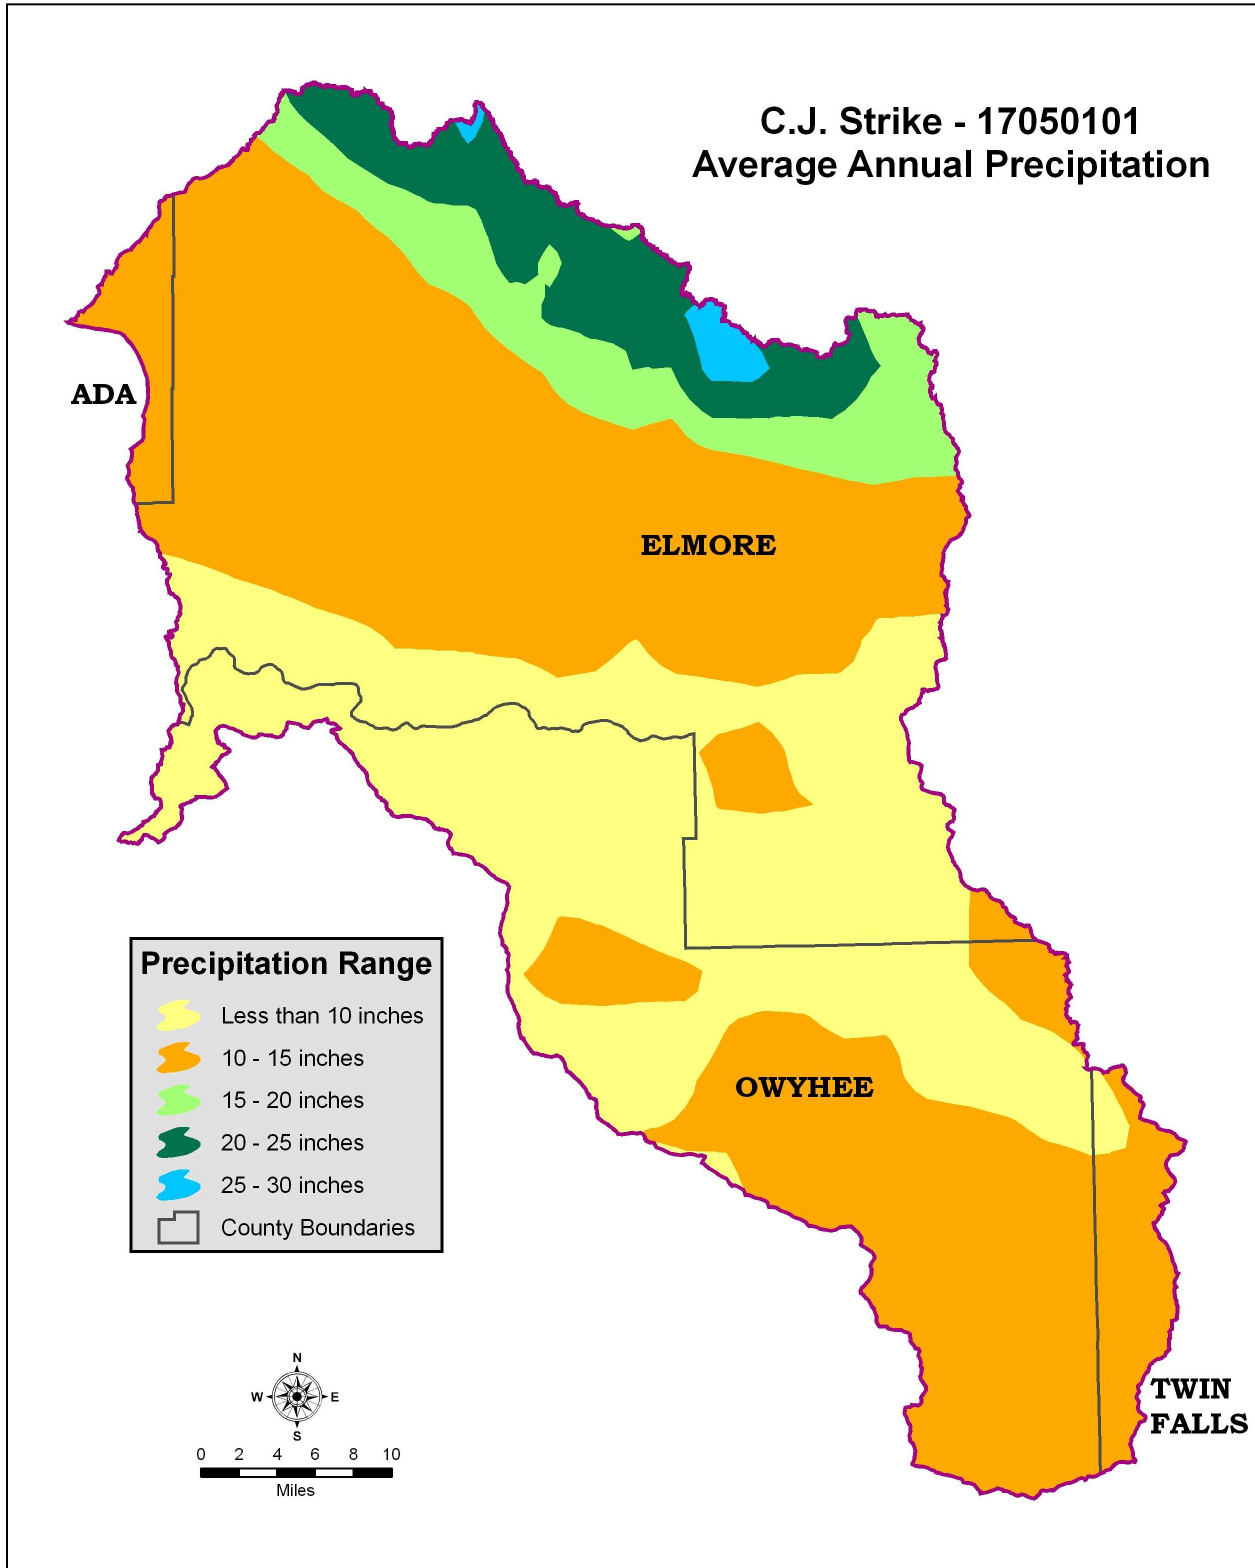 C.J. Strike - 17050101
Average Annual Precipitation
ADA
ELMORE
OWYHEE
TWIN
FALLS
Precipitation Range
Less than 10 inches
10 - 15 inches
15 - 20 inches
20 - 25 inches
25 - 30 inches
County Boundaries
N
W E
S
0 2 4 6 8 10
Miles